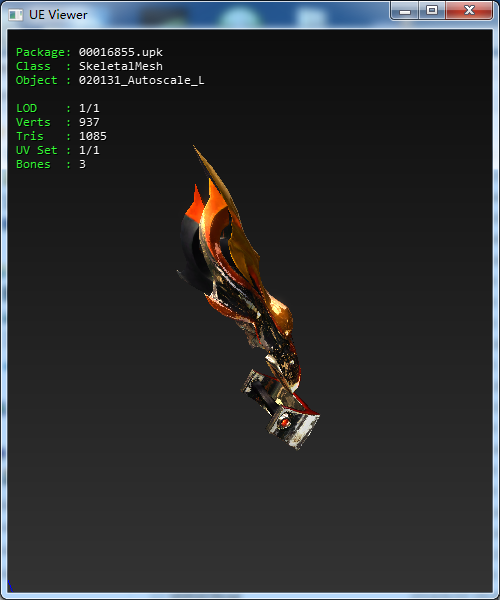 UE Viewer
Package: 00016855.upk
Class  : SkeletalMesh
Object : 020131_Autoscale_L
LOD    : 1/1
Verts  : 937
Tris   : 1085
UV Set : 1/1
Bones  : 3